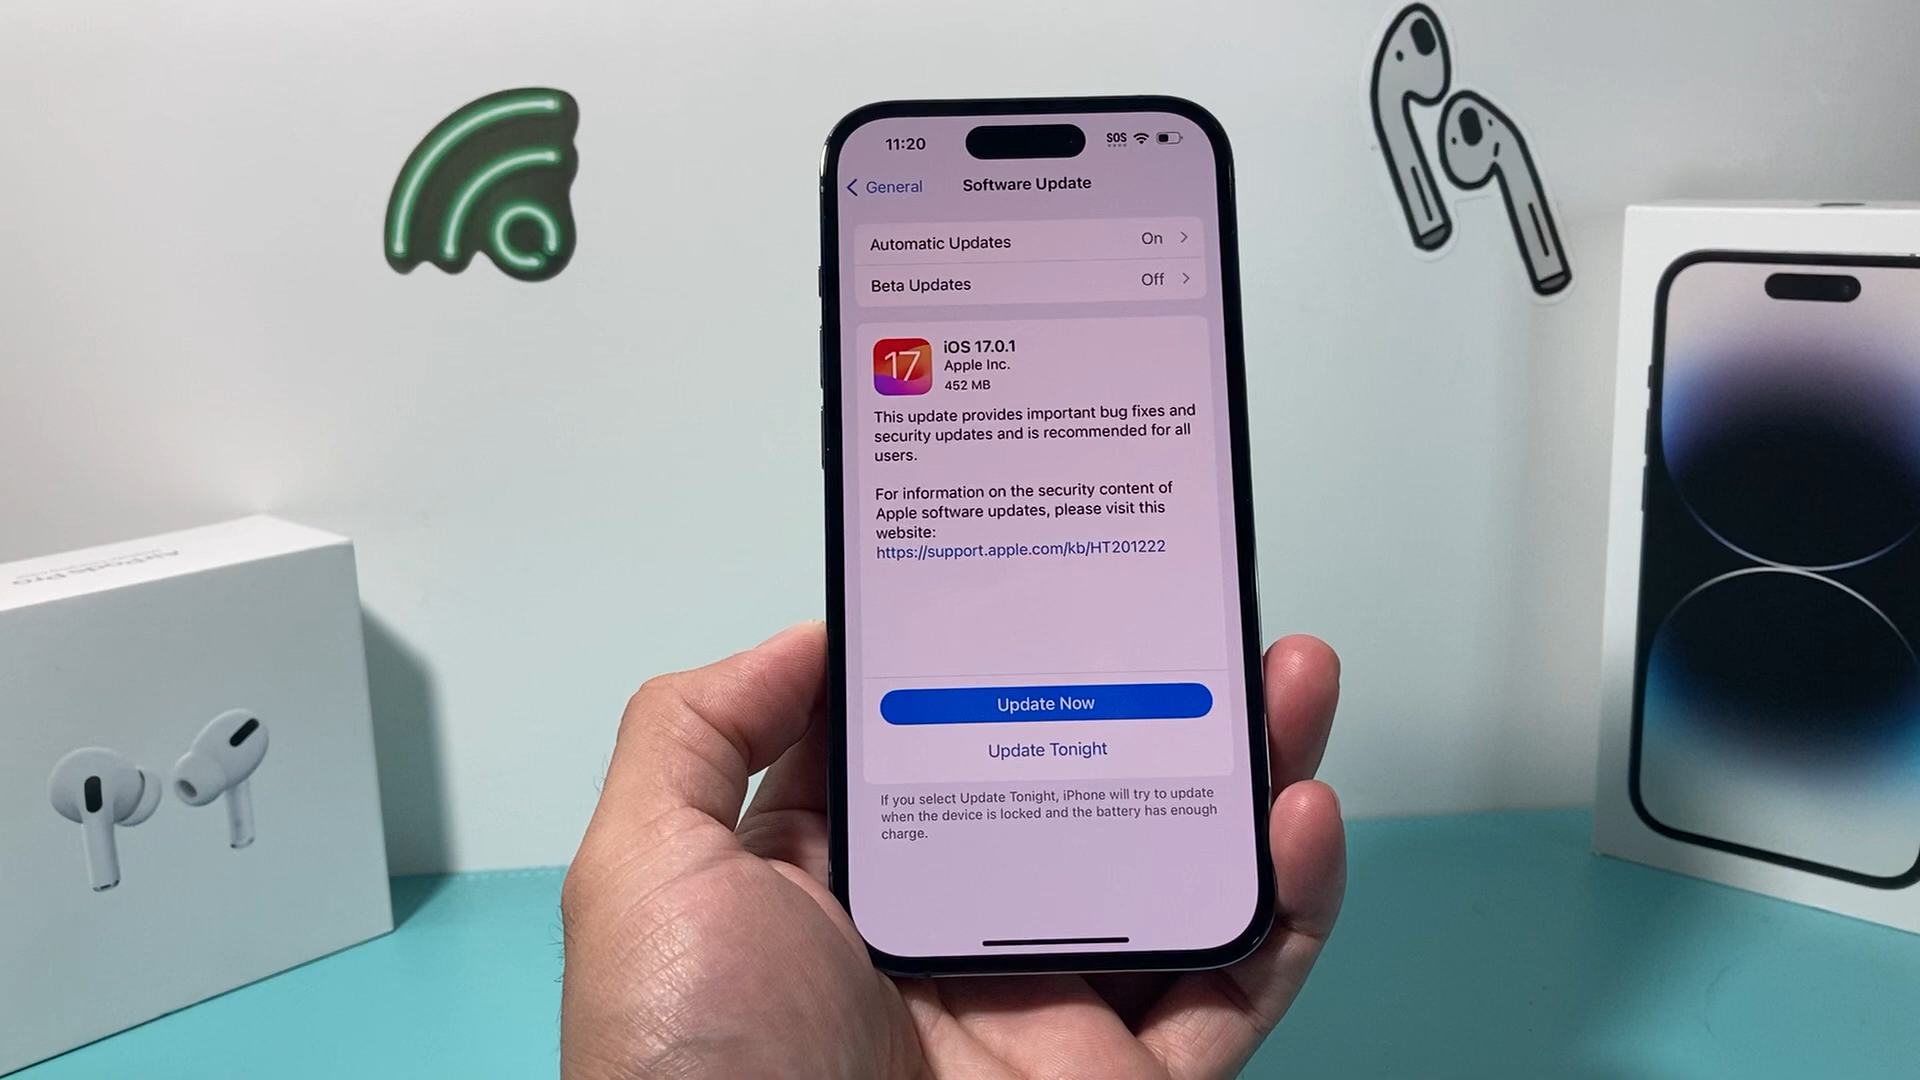 11:20
SOS
General
Software Update
Automatic Updates On
Beta Updates Off
17
iOS 17.0.1
Apple Inc.
452 MB
This update provides important bug fixes and
security updates and is recommended for all
users.
For information on the security content of
Apple software updates, please visit this
website:
https://support.apple.com/kb/HT201222
Update Now
Update Tonight
If you select Update Tonight, iPhone will try to update
when the device is locked and the battery has enough
charge.
AirPods Pro